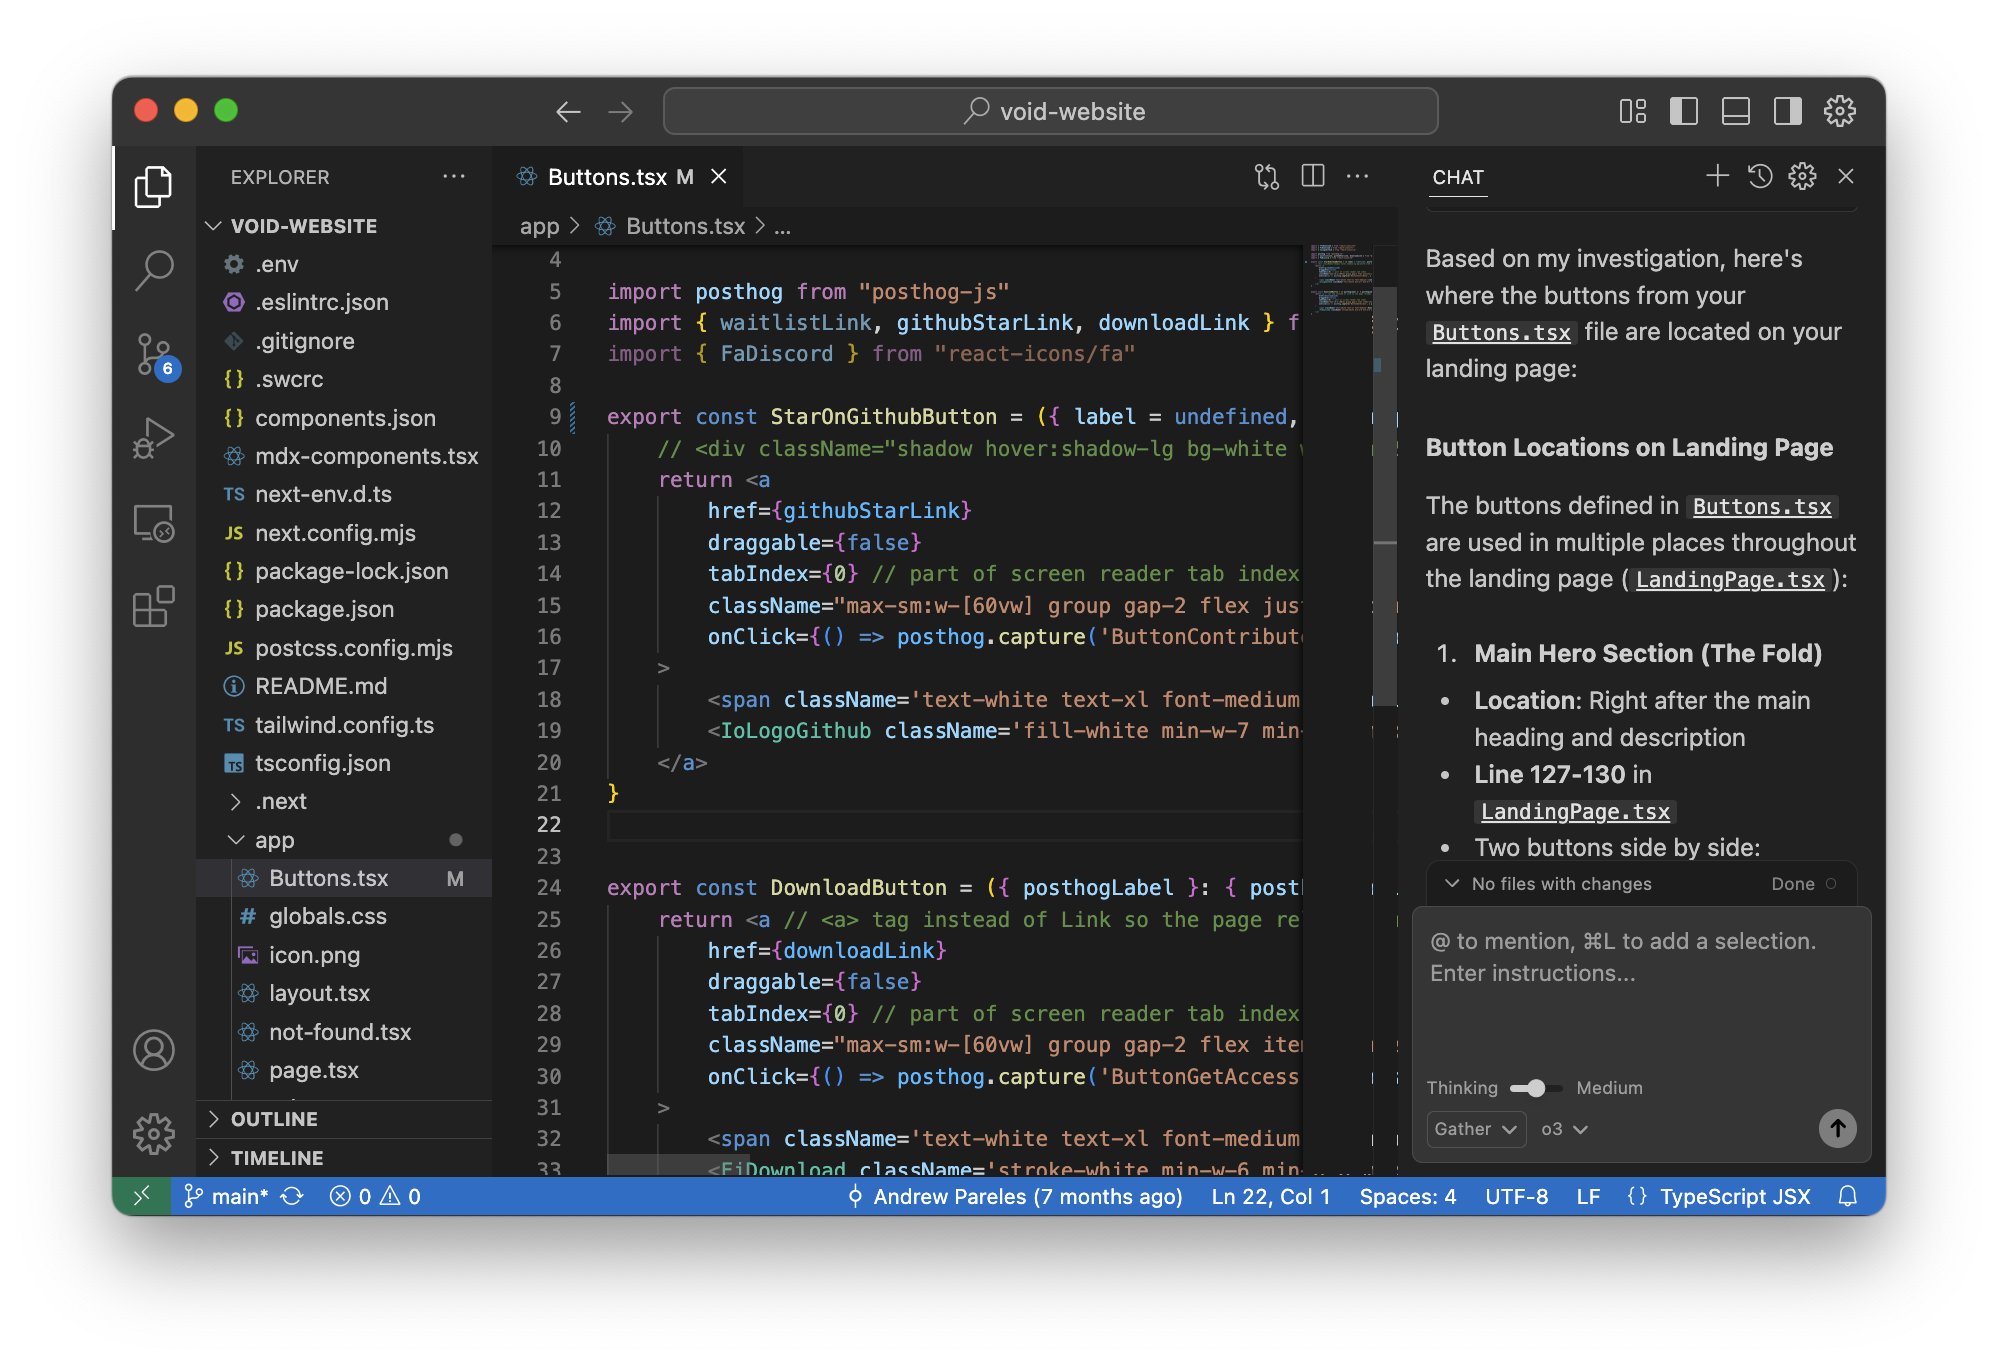 void-website
EXPLORER
VOID-WEBSITE
.env
.eslintrc.json
.gitignore
.swcrc
components.json
mdx-components.tsx
TS next-env.d.ts
JS next.config.mjs
package-lock.json
package.json
JS postcss.config.mjs
README.md
TS tailwind.config.ts
TS tsconfig.json
.next
app
Buttons.tsx M
# globals.css
icon.png
layout.tsx
not-found.tsx
page.tsx
OUTLINE
TIMELINE
6
Buttons.tsx M
app > Buttons.tsx > ...
4
5 import posthog from "posthog-js"
6 import { waitlistLink, githubStarLink, downloadLink } f
7 import { FaDiscord } from "react-icons/fa"
8
9 export const StarOnGithubButton = ({ label = undefined,
10 // <div className="shadow hover:shadow-lg bg-white
11 return <a
12 href={githubStarLink}
13 draggable={false}
14 tabIndex={0} // part of screen reader tab index
15 className="max-sm:w-[60vw] group gap-2 flex jus
16 onClick={() => posthog.capture('ButtonContribut
17 >
18 <span className='text-white text-xl font-medium
19 <IoLogoGithub className='fill-white min-w-7 min-
20 </a>
21 }
22
23
24 export const DownloadButton = ({ posthogLabel }: { post
25 return <a // <a> tag instead of Link so the page re
26 href={downloadLink}
27 draggable={false}
28 tabIndex={0} // part of screen reader tab index
29 className="max-sm:w-[60vw] group gap-2 flex ite
30 onClick={() => posthog.capture('ButtonGetAccess
31 >
32 <span className='text-white text-xl font-medium
33 <FiDownload className='stroke-white min-w-6 min-
CHAT
Based on my investigation, here's
where the buttons from your
Buttons.tsx file are located on your
landing page:
Button Locations on Landing Page
The buttons defined in Buttons.tsx
are used in multiple places throughout
the landing page ( LandingPage.tsx ):
1. Main Hero Section (The Fold)
• Location: Right after the main
heading and description
• Line 127-130 in
LandingPage.tsx
• Two buttons side by side:
No files with changes Done
@ to mention, ⌘L to add a selection.
Enter instructions...
Thinking Medium
Gather o3
main* 0 0 Andrew Pareles (7 months ago) Ln 22, Col 1 Spaces: 4 UTF-8 LF {} TypeScript JSX